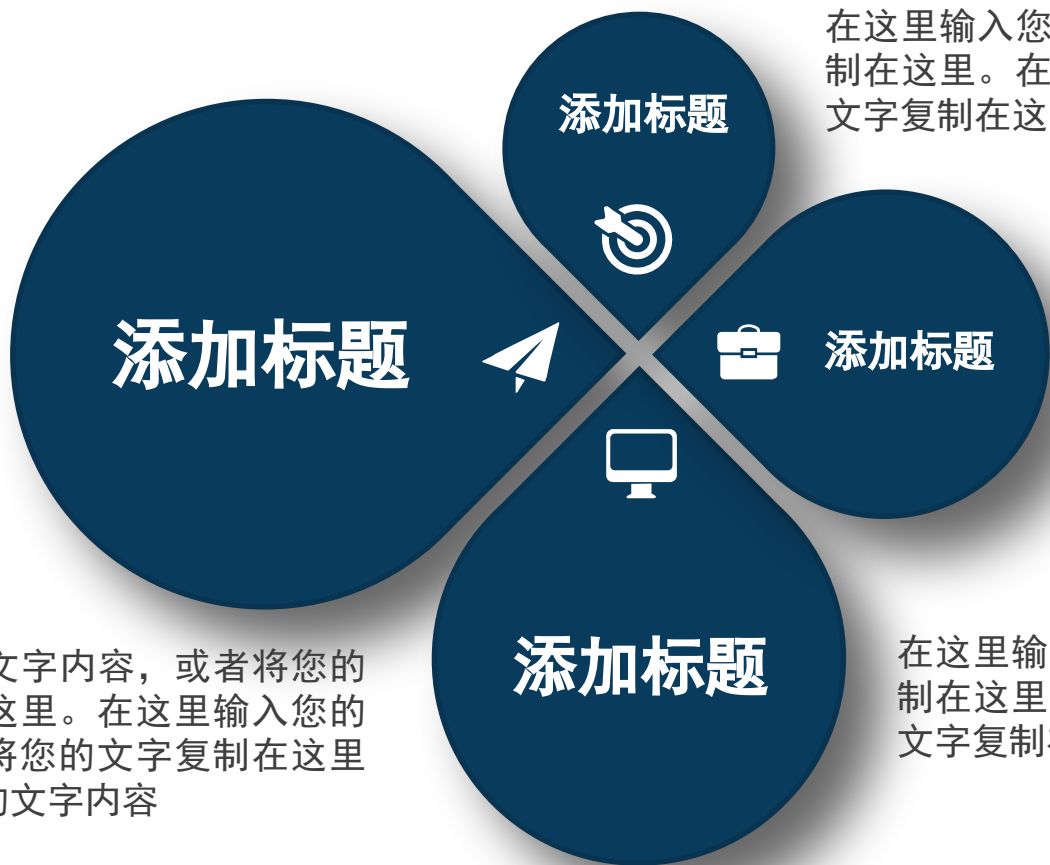 在这里输入您
制在这里。在
文字复制在这
添加标题
添加标题
添加标题
添加标题
文字内容，或者将您的
这里。在这里输入您的
将您的文字复制在这里
的文字内容
在这里输
制在这里
文字复制